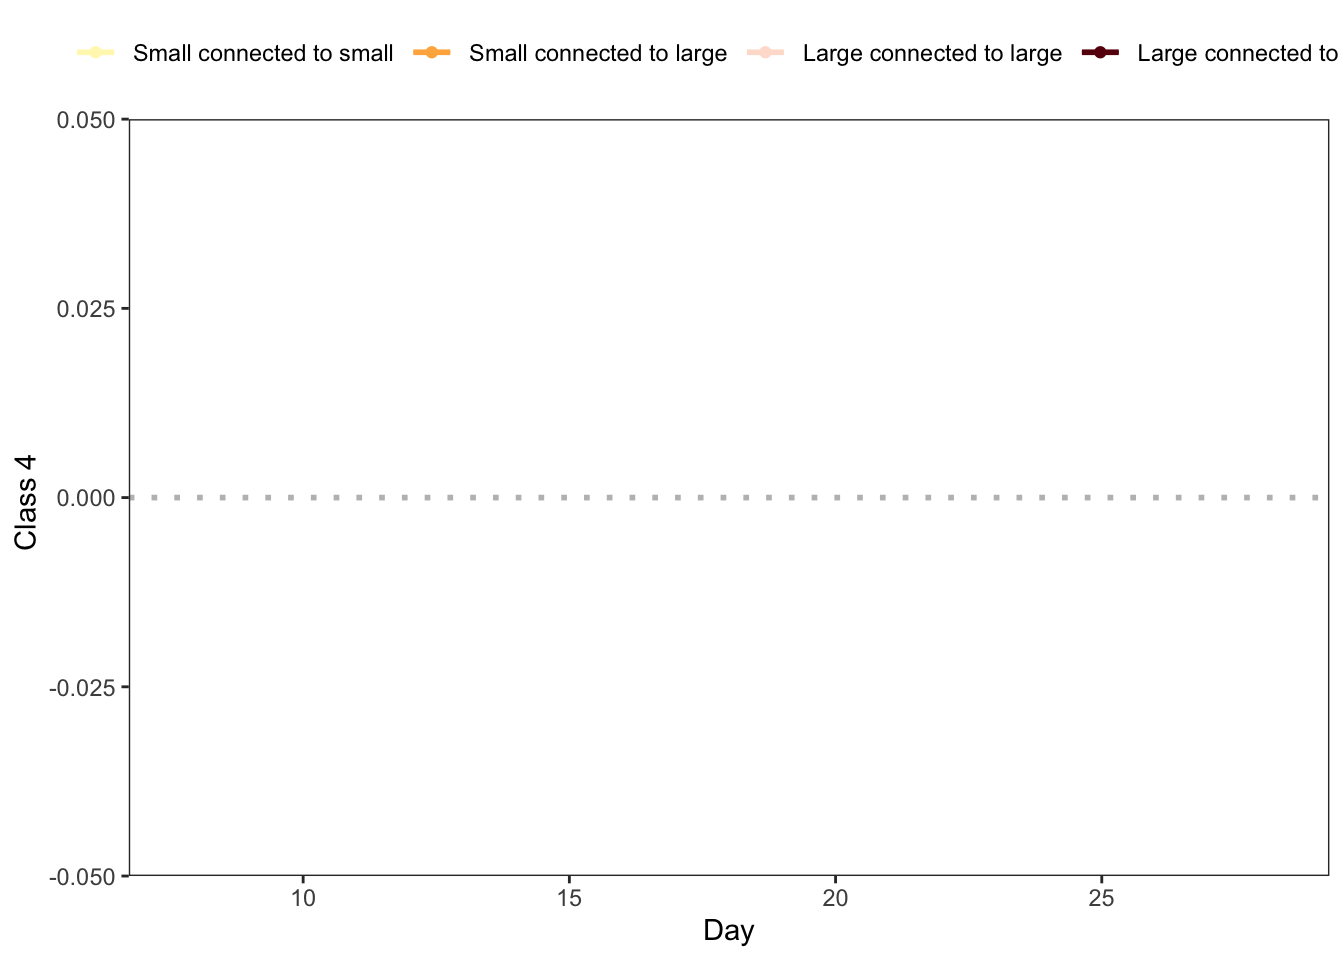 Small connected to small Small connected to large Large connected to large Large connected to
0.050
0.025
0.000
-0.025
-0.050
Class 4
10 15 20 25
Day